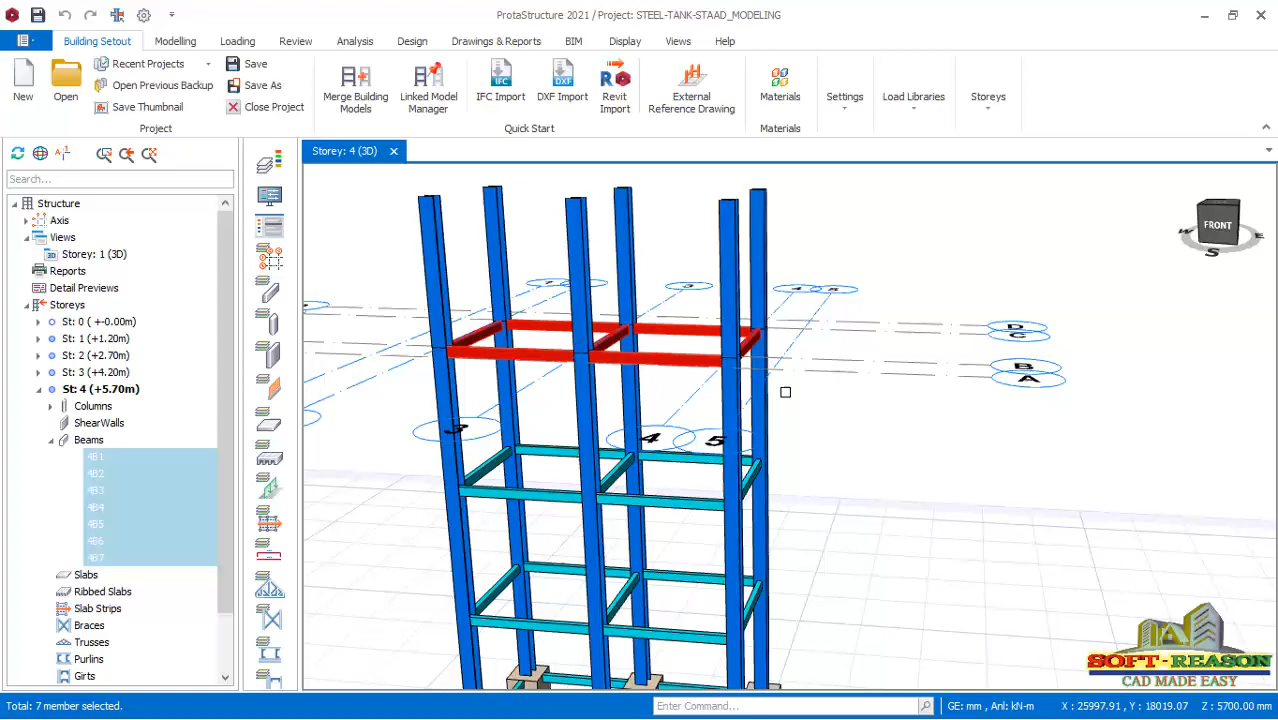 ProtaStructure 2021 / Project: STEEL-TANK-STAAD_MODELING
Building Setout Modelling Loading Review Analysis Design Drawings & Reports BIM Display Views Help
New
Open
Recent Projects
Open Previous Backup
Save Thumbnail
Save
Save As
Close Project
Project
Merge Building Models
Linked Model Manager
IFC Import
DXF Import
Revit Import
External Reference Drawing
Quick Start
Materials
Materials
Settings
Load Libraries
Storeys
Storey: 4 (3D)
Search...
Structure
Axis
Views
3D Storey: 1 (3D)
Reports
Detail Previews
Storeys
St: 0 ( +-0.00m)
St: 1 (+1.20m)
St: 2 (+2.70m)
St: 3 (+4.20m)
St: 4 (+5.70m)
Columns
ShearWalls
Beams
4B1
4B2
4B3
4B4
4B5
4B6
4B7
Slabs
Ribbed Slabs
Slab Strips
Braces
Trusses
Purlins
Girts
FRONT
W
E
S
3
4
5
D
C
B
A
3
4
5
SOFT-REASON
CAD MADE EASY
Total: 7 member selected.
Enter Command...
GE: mm , Anl: kN-m
X : 25997.91 , Y : 18019.07
Z : 5700.00 mm